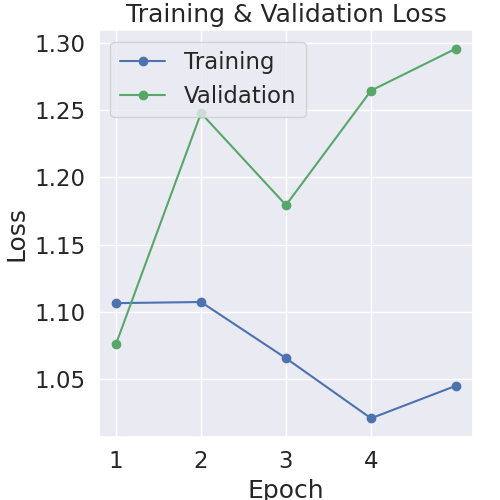 Training & Validation Loss
Training
Validation
Loss
1.30
1.25
1.20
1.15
1.10
1.05
1 2 3 4
Epoch